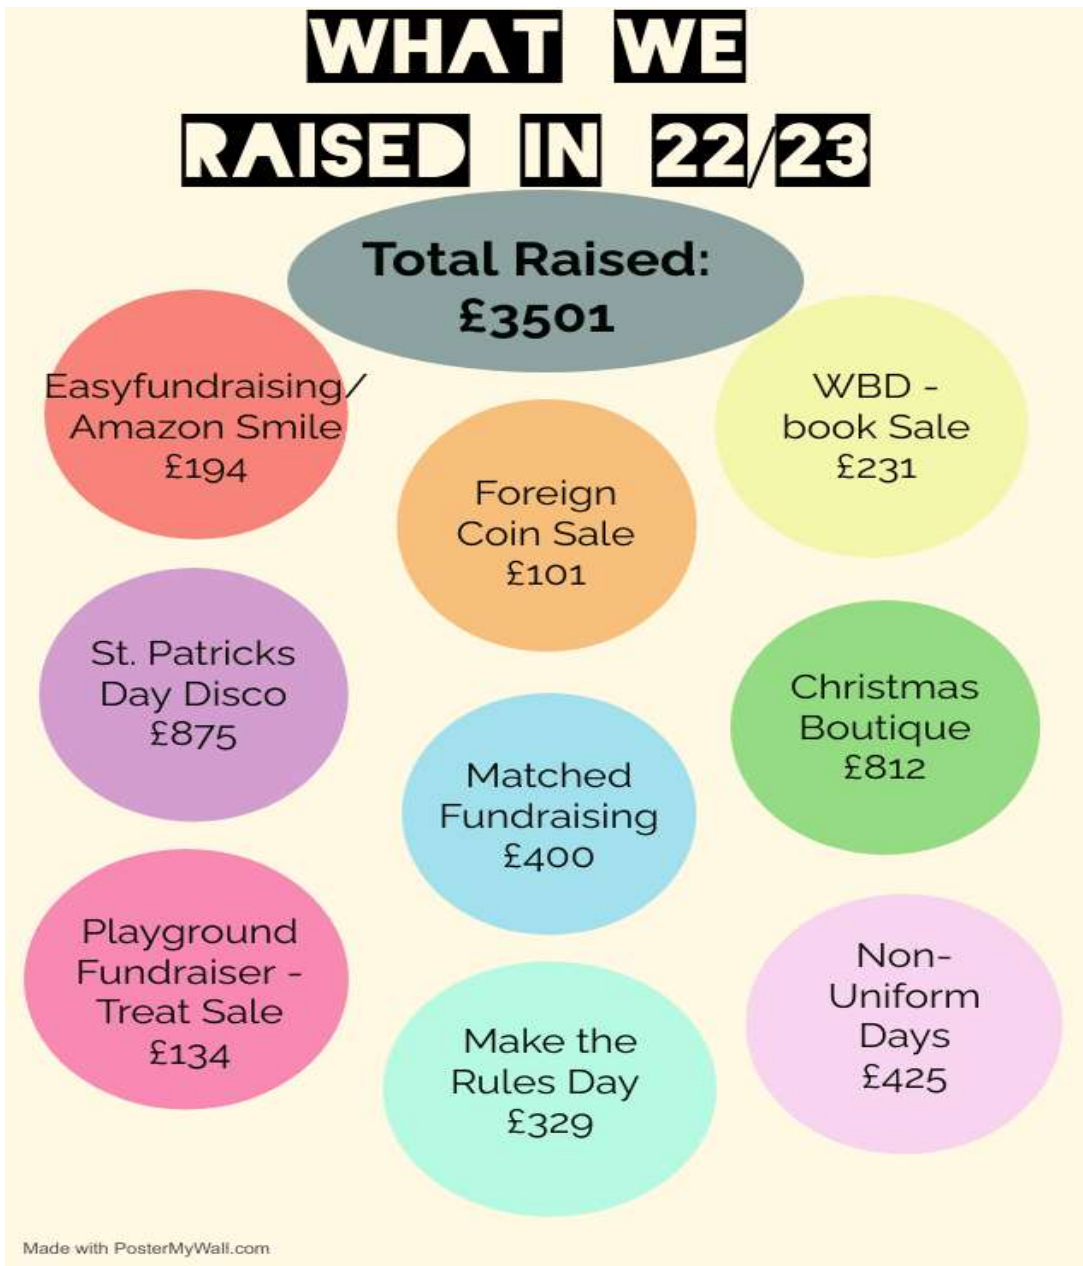 WHAT WE
RAISED IN 22/23
Total Raised:
£3501
Easyfundraising/
Amazon Smile
£194
WBD -
book Sale
£231
Foreign
Coin Sale
£101
St. Patricks
Day Disco
£875
Christmas
Boutique
£812
Matched
Fundraising
£400
Playground
Fundraiser -
Treat Sale
£134
Non-
Uniform
Days
£425
Make the
Rules Day
£329
Made with PosterMyWall.com